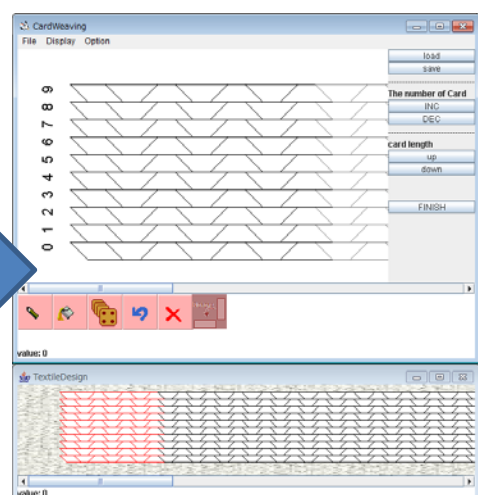 CardWeaving
File Display Option
load
save
The number of Card
INC
DEC
card length
up
down
FINISH
9
8
7
6
5
4
3
2
1
0
value: 0
TextileDesign
value: 0